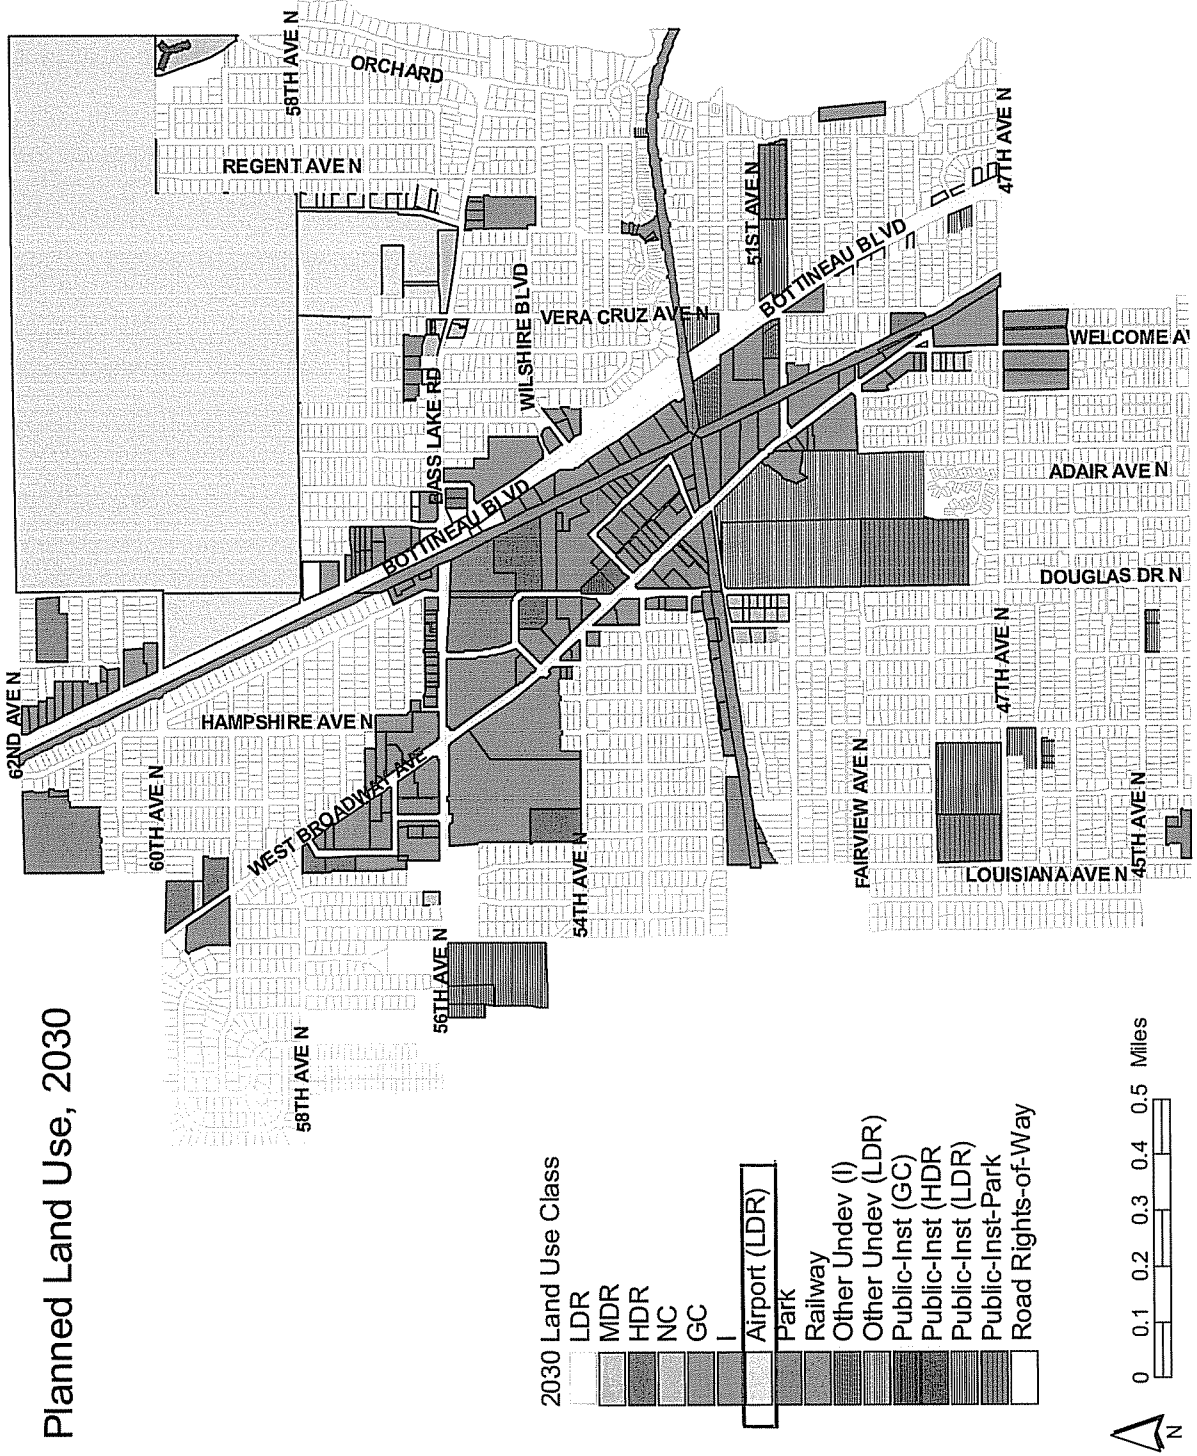 Planned Land Use, 2030
62ND AVE N
60TH AVE N
58TH AVE N
58TH AVE N
ORCHARD
REGENT AVE N
HAMPSHIRE AVE N
WEST BROADWAY AVE
BOTTINEAU BLVD
BASS LAKE RD
WILSHIRE BLVD
VERA CRUZ AVE N
51ST AVE N
BOTTINEAU BLVD
47TH AVE N
WELCOME AV
ADAIR AVE N
DOUGLAS DR N
47TH AVE N
FAIRVIEW AVE N
LOUISIANA AVE N
45TH AVE N
54TH AVE N
56TH AVE N
2030 Land Use Class
LDR
MDR
HDR
NC
GC
I
Airport (LDR)
Park
Railway
Other Undev (I)
Other Undev (LDR)
Public-Inst (GC)
Public-Inst (HDR
Public-Inst (LDR)
Public-Inst-Park
Road Rights-of-Way
0 0.1 0.2 0.3 0.4 0.5 Miles
N